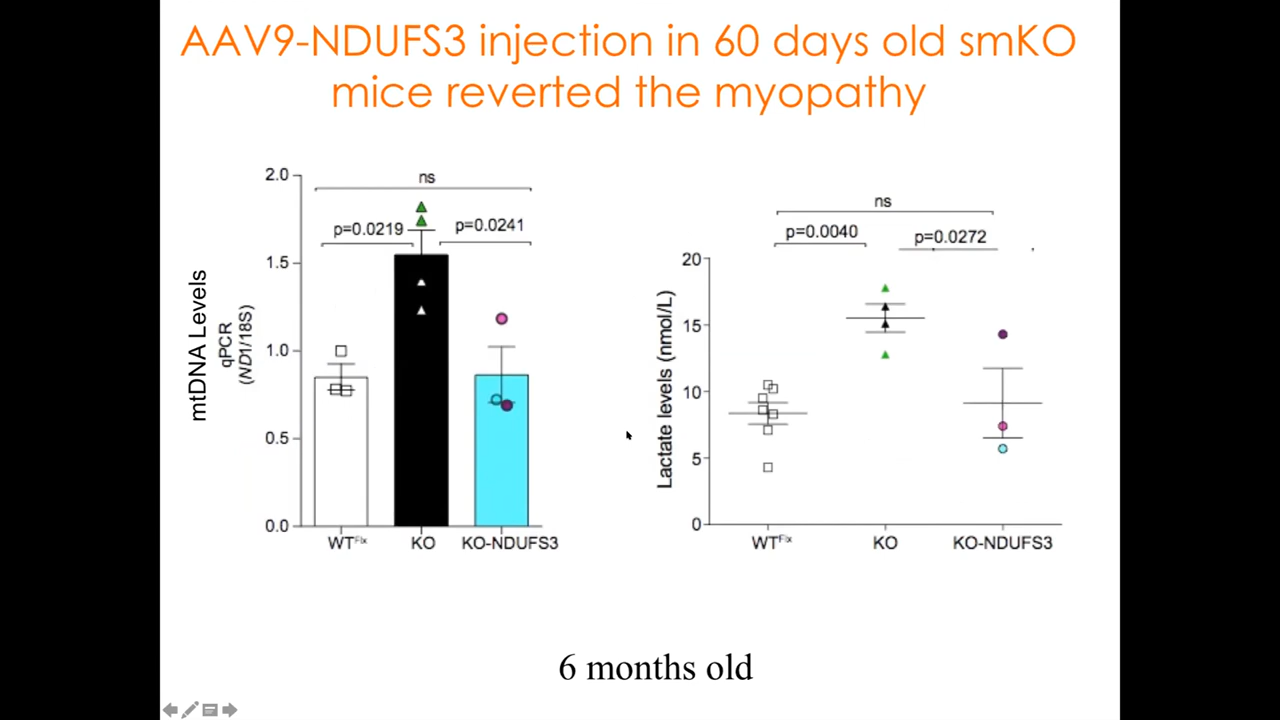 AAV9-NDUFS3 injection in 60 days old smKO
mice reverted the myopathy
mtDNA Levels
qPCR
(ND1/18S)
2.0
1.5
1.0
0.5
0.0
ns
p=0.0219
p=0.0241
WTFlx
KO
KO-NDUFS3
Lactate levels (nmol/L)
20
15
10
5
0
ns
p=0.0040
p=0.0272
WTFlx
KO
KO-NDUFS3
6 months old